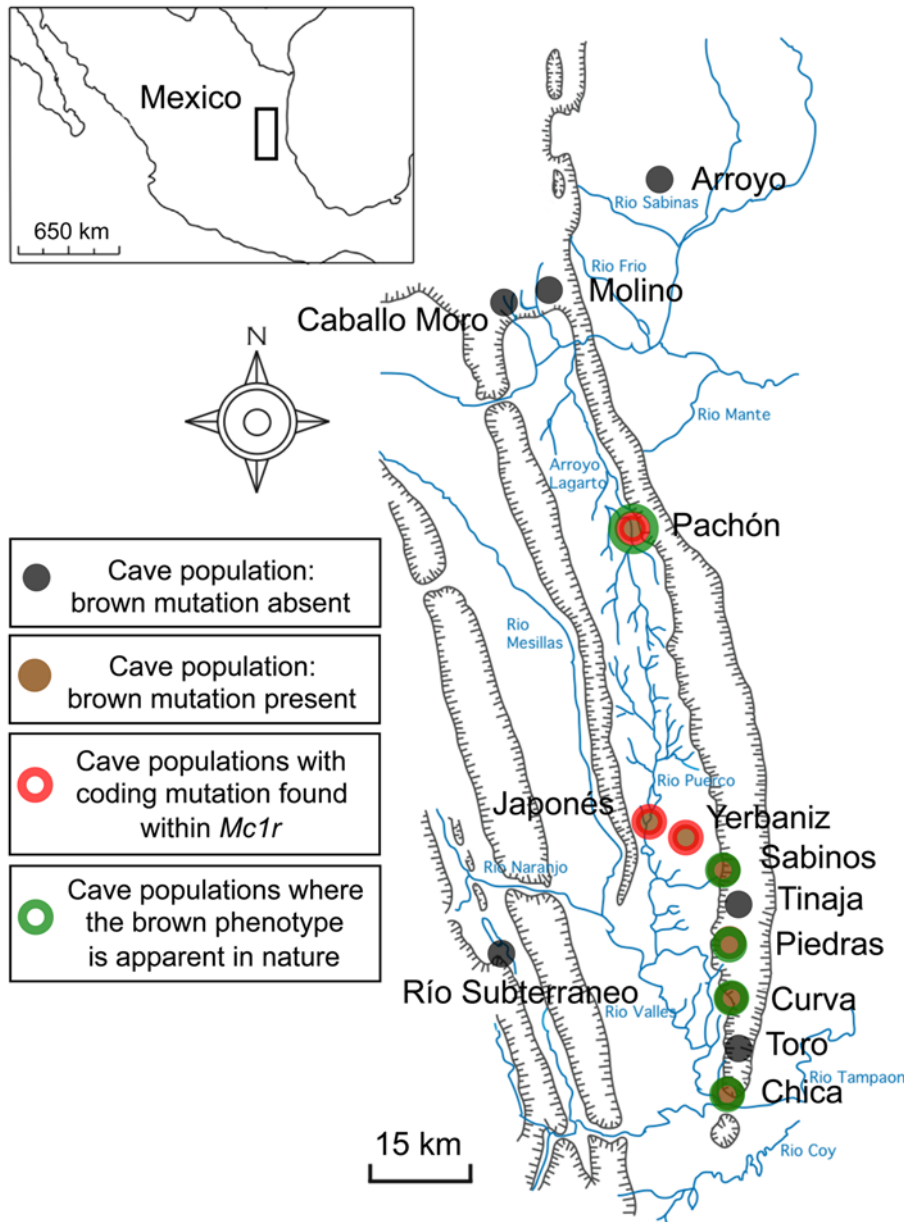 Mexico
650 km
N
Arroyo
Rio Sabinas
Rio Frio
Molino
Caballo Moro
Rio Mante
Arroyo
Lagarto
Pachón
Cave population:
brown mutation absent
Cave population:
brown mutation present
Cave populations with
coding mutation found
within Mc1r
Cave populations where
the brown phenotype
is apparent in nature
Rio
Mesillas
Rio Puerco
Japonés
Yerbaniz
Sabinos
Rio Naranjo
Tinaja
Piedras
Río Subterraneo
Rio Valles
Curva
Toro
Rio Tampaon
Chica
15 km
Rio Coy